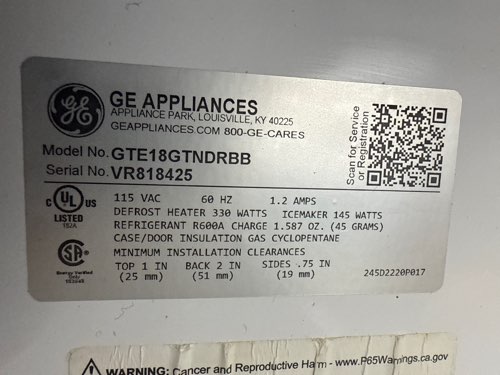 GE APPLIANCES
APPLIANCE PARK, LOUISVILLE, KY 40225
GEAPPLIANCES.COM 800-GE-CARES
Model No. GTE18GTNDRBB
Serial No. VR818425
Scan for Service
or Registration
C UL US
LISTED
115 VAC 60 HZ 1.2 AMPS
DEFROST HEATER 330 WATTS ICEMAKER 145 WATTS
REFRIGERANT R600A CHARGE 1.587 OZ. (45 GRAMS)
CASE/DOOR INSULATION GAS CYCLOPENTANE
MINIMUM INSTALLATION CLEARANCES
TOP 1 IN BACK 2 IN SIDES .75 IN
(25 mm) (51 mm) (19 mm)
245D2220P017
Energy Verified
WARNING: Cancer and Reproductive Harm - www.P65Warnings.ca.gov